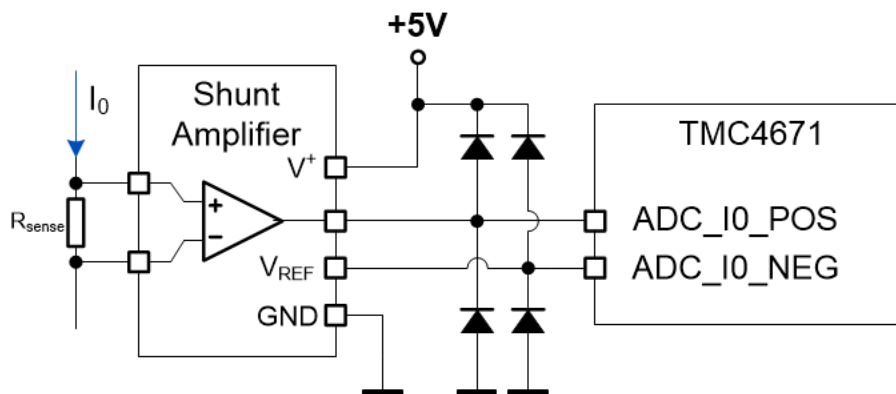 +5V
I0
Shunt
Amplifier
TMC4671
V+
Rsense
+
−
ADC_I0_POS
VREF
ADC_I0_NEG
GND